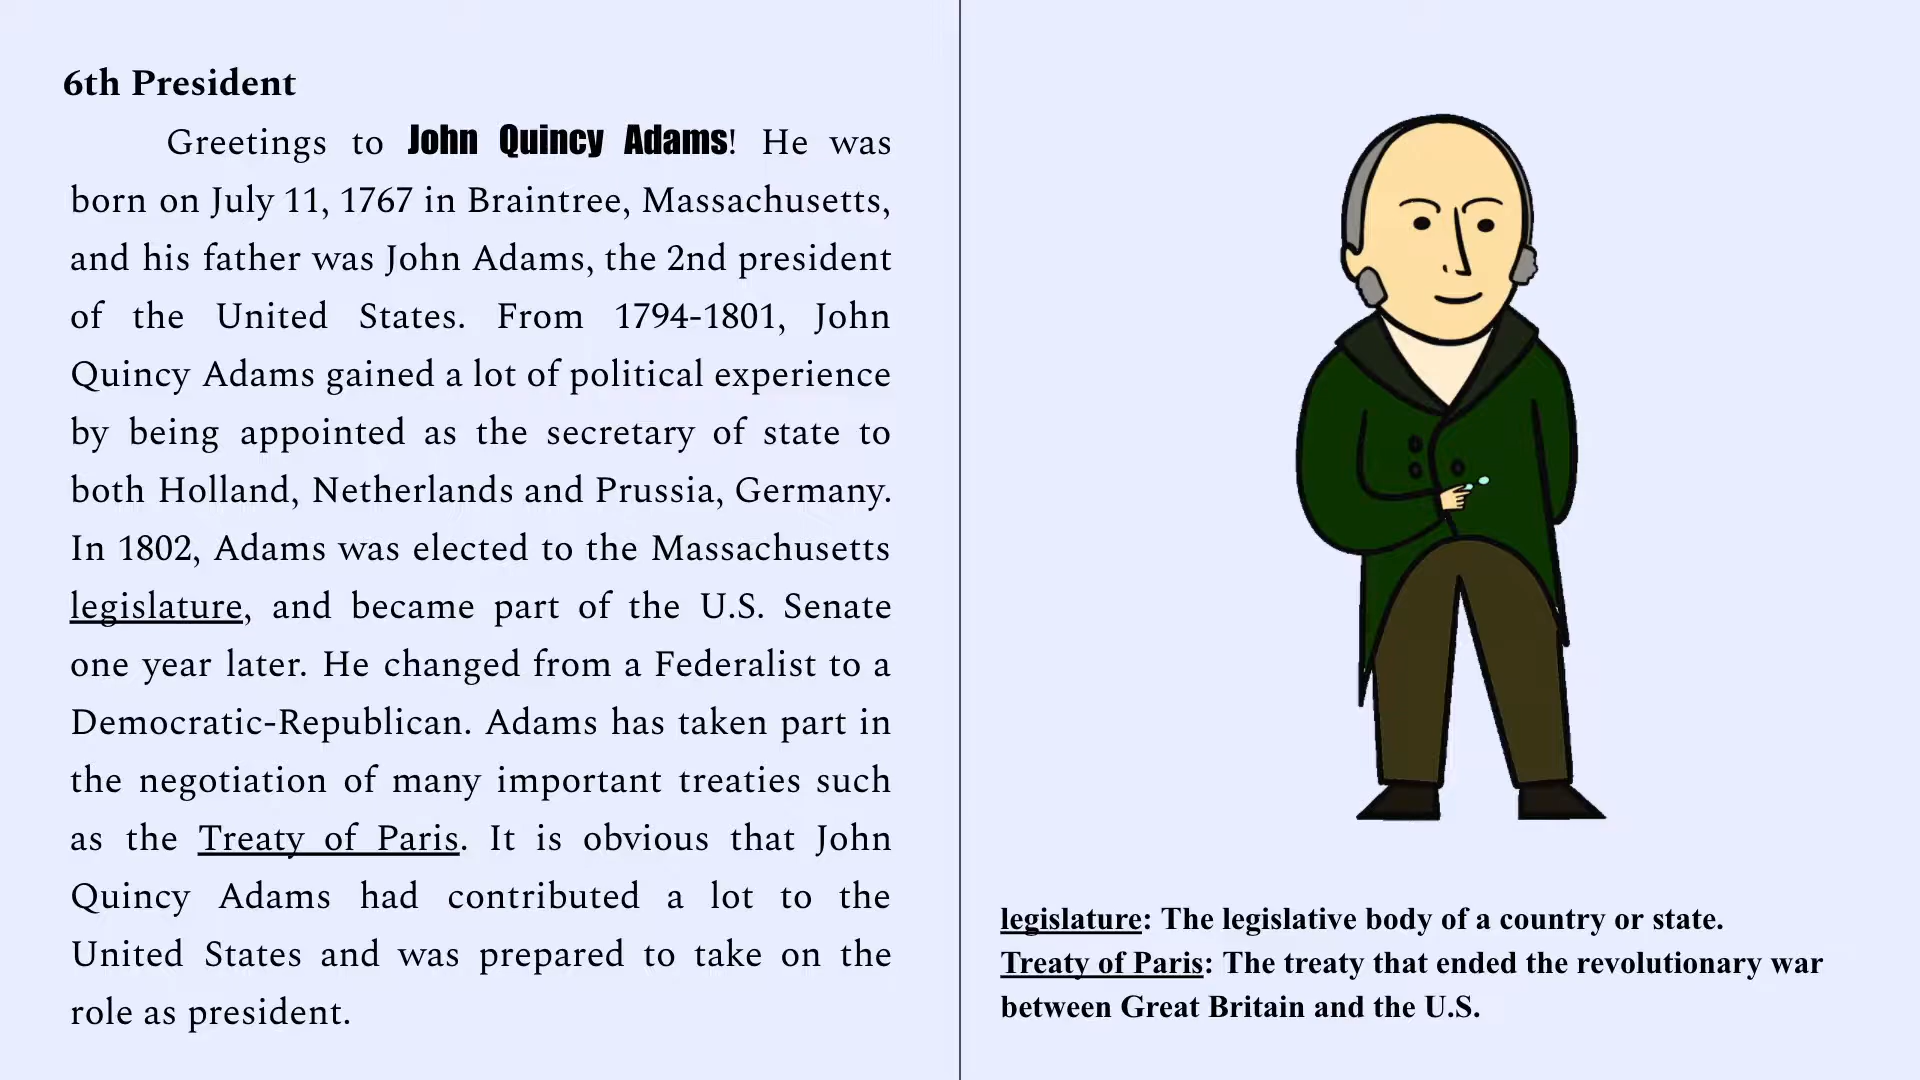 6th President
Greetings to John Quincy Adams! He was
born on July 11, 1767 in Braintree, Massachusetts,
and his father was John Adams, the 2nd president
of the United States. From 1794-1801, John
Quincy Adams gained a lot of political experience
by being appointed as the secretary of state to
both Holland, Netherlands and Prussia, Germany.
In 1802, Adams was elected to the Massachusetts
legislature, and became part of the U.S. Senate
one year later. He changed from a Federalist to a
Democratic-Republican. Adams has taken part in
the negotiation of many important treaties such
as the Treaty of Paris. It is obvious that John
Quincy Adams had contributed a lot to the
United States and was prepared to take on the
role as president.
legislature: The legislative body of a country or state.
Treaty of Paris: The treaty that ended the revolutionary war
between Great Britain and the U.S.